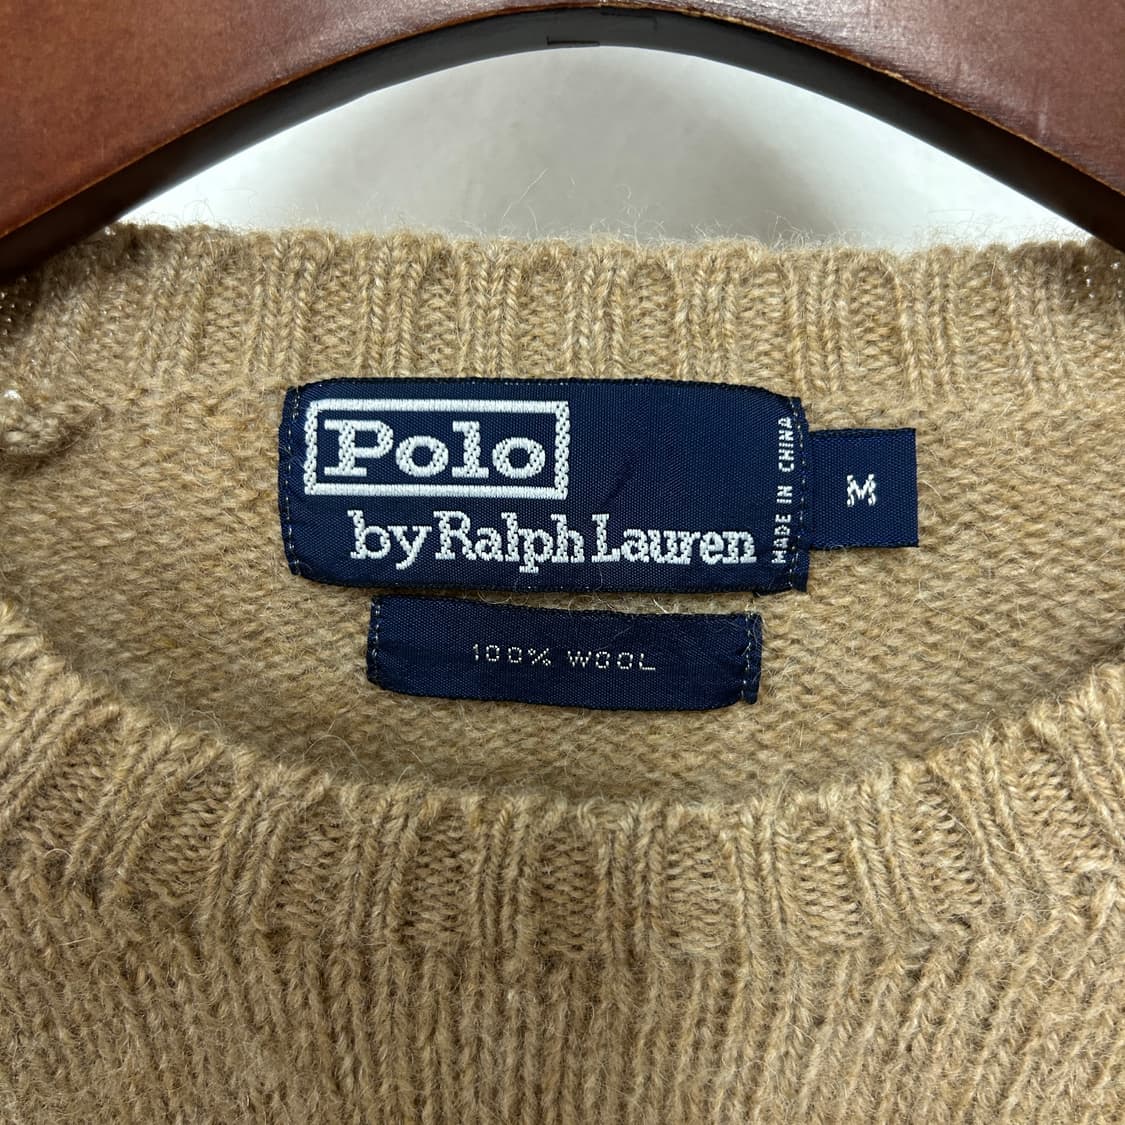 Polo
by Ralph Lauren
MADE IN CHINA
M
100% WOOL